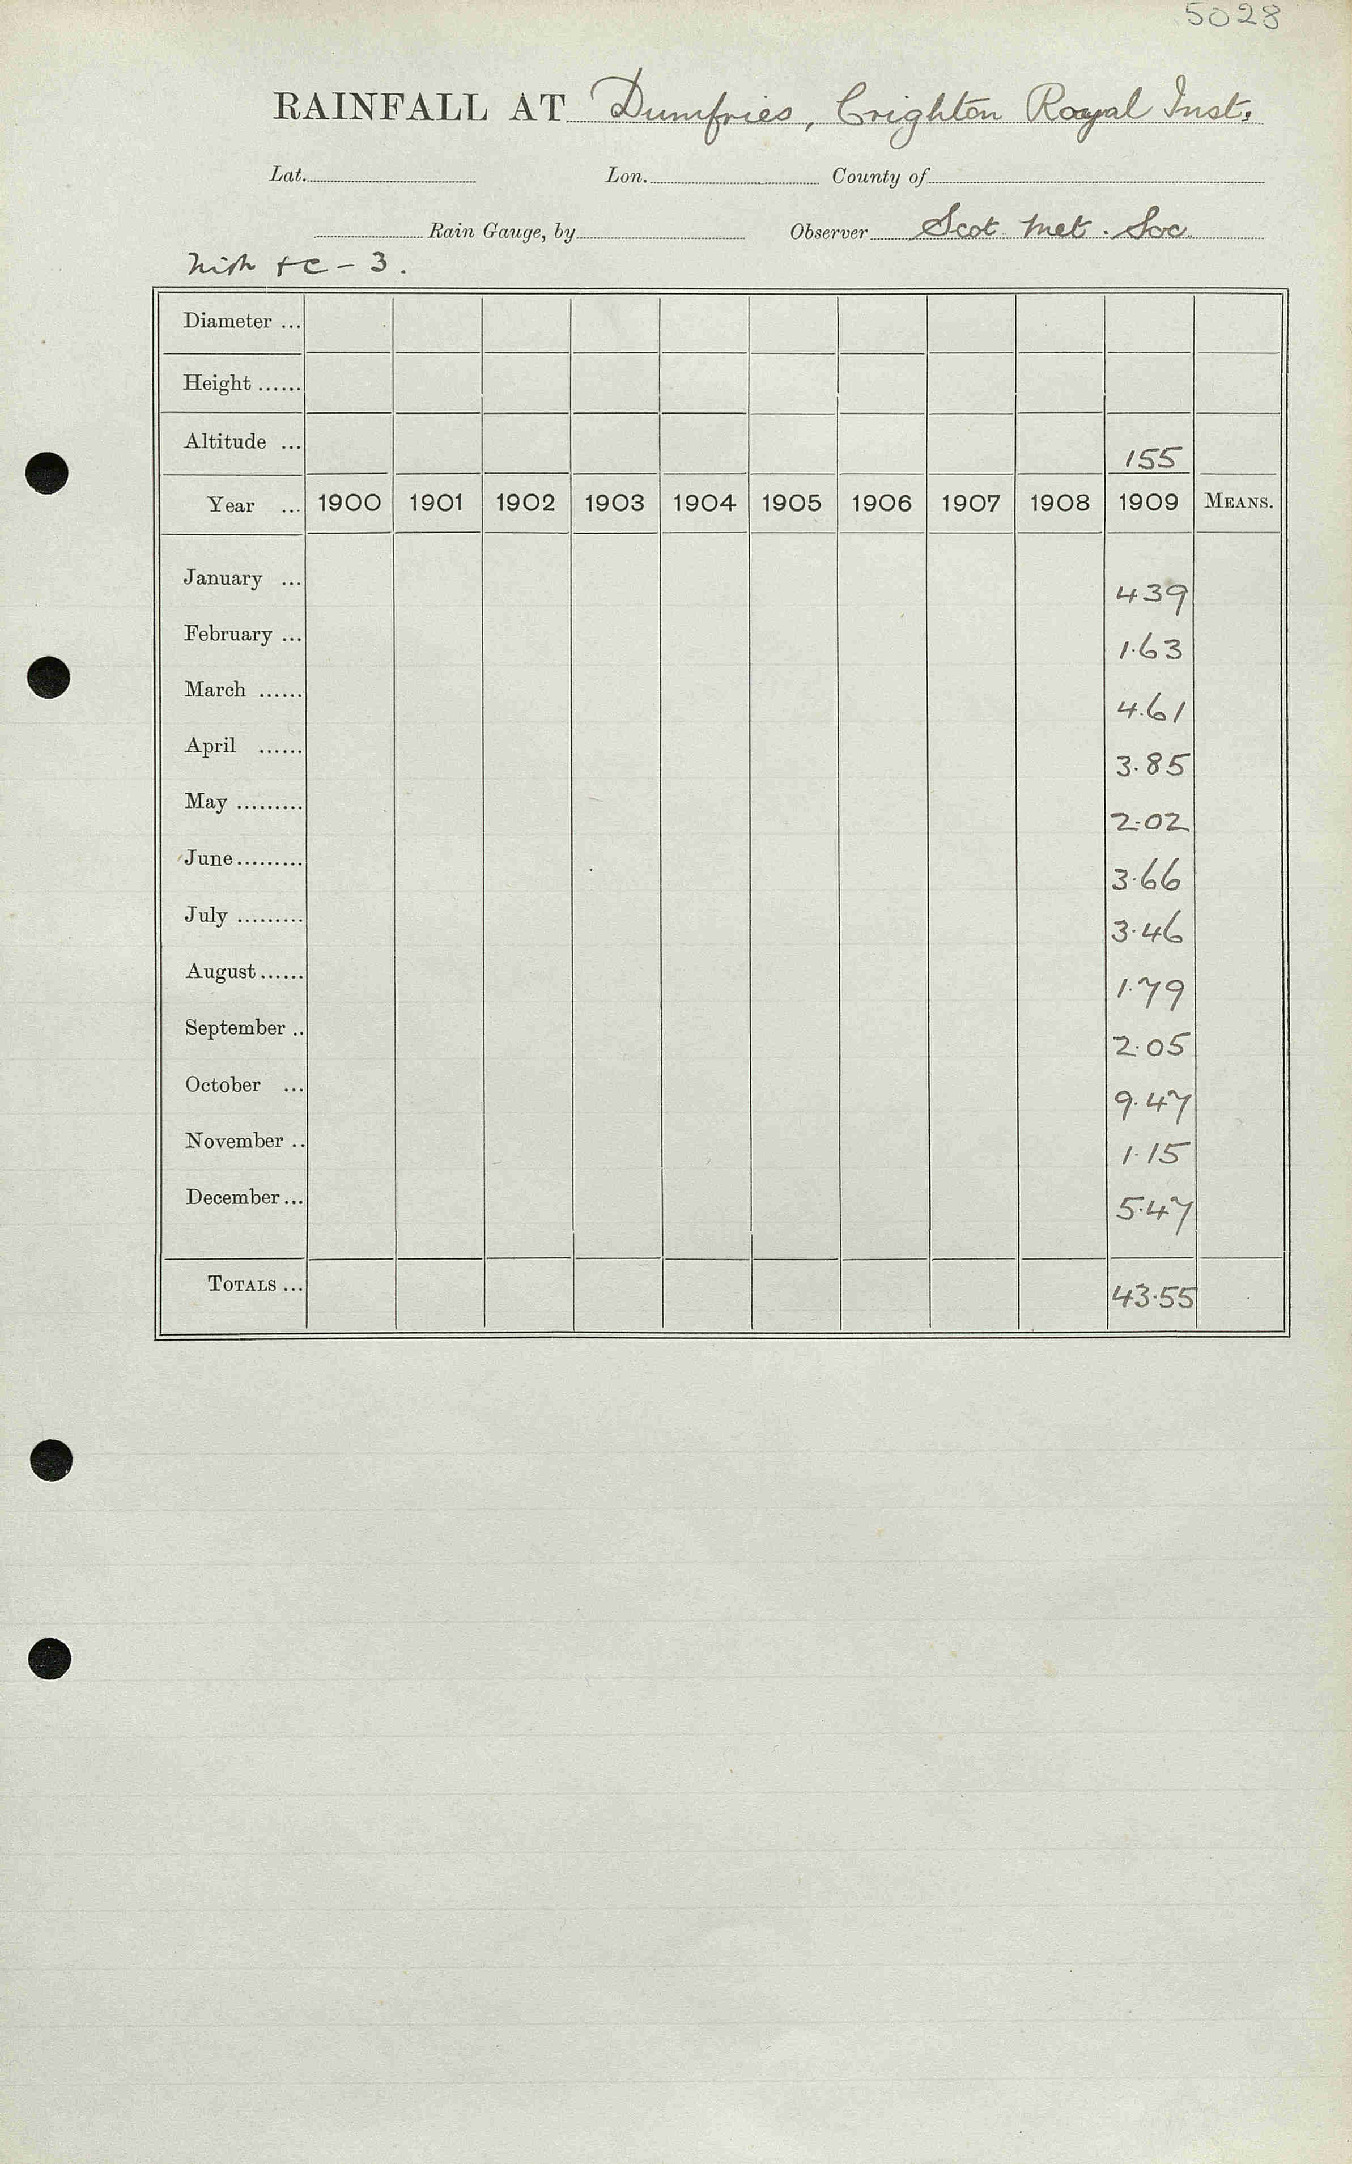 5028
RAINFALL AT Dumfries, Crighton Royal Inst.
Lat. Lon. County of
Rain Gauge, by Observer Scot. Met. Soc.
- 3.
Diameter ...
Height ......
Altitude ... 155
Year ... 1900 1901 1902 1903 1904 1905 1906 1907 1908 1909 MEANS.
January ... 439
February ... 1.63
March ...... 4.61
April ...... 3.85
May ......... 2.02
June ......... 3.66
July ......... 3.46
August ...... 1.79
September .. 2.05
October ... 9.47
November .. 1.15
December ... 5.47
TOTALS ... 43.55